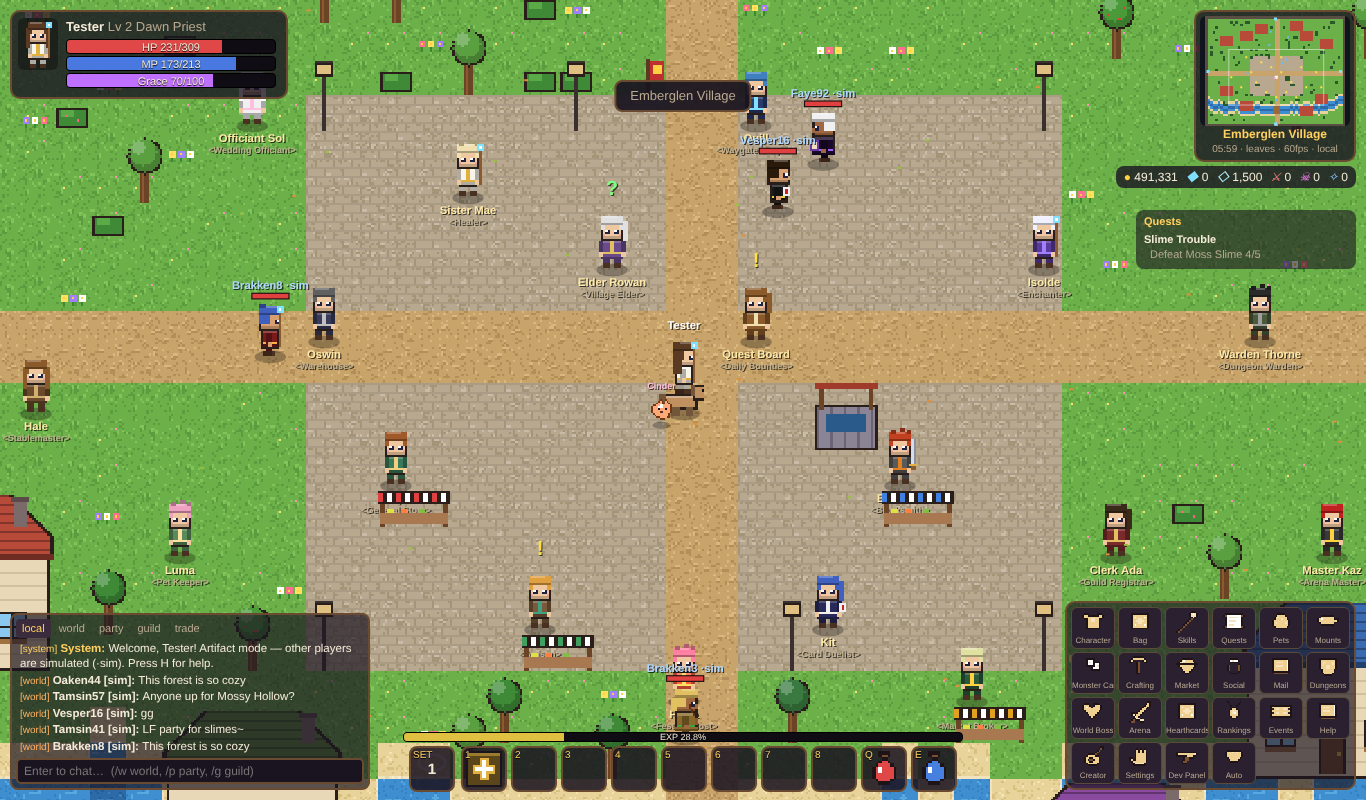 Tester Lv 2 Dawn Priest
HP 231/309
MP 173/213
Grace 70/100
Emberglen Village
Emberglen Village
05:59 · leaves · 60fps · local
491,331 0 1,500 0 0 0
Quests
Slime Trouble
Defeat Moss Slime 4/5
Officiant Sol
<Wedding Officiant>
Faye92 ·sim
Vesper16 ·sim
Sister Mae
<Healer>
?
Elder Rowan
<Village Elder>
!
Isolde
<Enchanter>
Brakken8 ·sim
Oswin
<Warehouse>
Tester
Quest Board
<Daily Bounties>
Warden Thorne
<Dungeon Warden>
Cinder
Hale
<Stablemaster>
Luma
<Pet Keeper>
!
Clerk Ada
<Guild Registrar>
Master Kaz
<Arena Master>
Kit
<Card Duelist>
Brakken3 ·sim
local world party guild trade
[system] System: Welcome, Tester! Artifact mode — other players
are simulated (·sim). Press H for help.
[world] Oaken44 [sim]: This forest is so cozy
[world] Tamsin57 [sim]: Anyone up for Mossy Hollow?
[world] Vesper16 [sim]: gg
[world] Tamsin41 [sim]: LF party for slimes~
[world] Brakken8 [sim]: This forest is so cozy
Enter to chat… (/w world, /p party, /g guild)
EXP 28.8%
SET
1
1 2 3 4 5 6 7 8 Q E
Character Bag Skills Quests Pets Mounts
Monster Ca Crafting Market Social Mail Dungeons
World Boss Arena Hearthcards Rankings Events Help
Creator Settings Dev Panel Auto